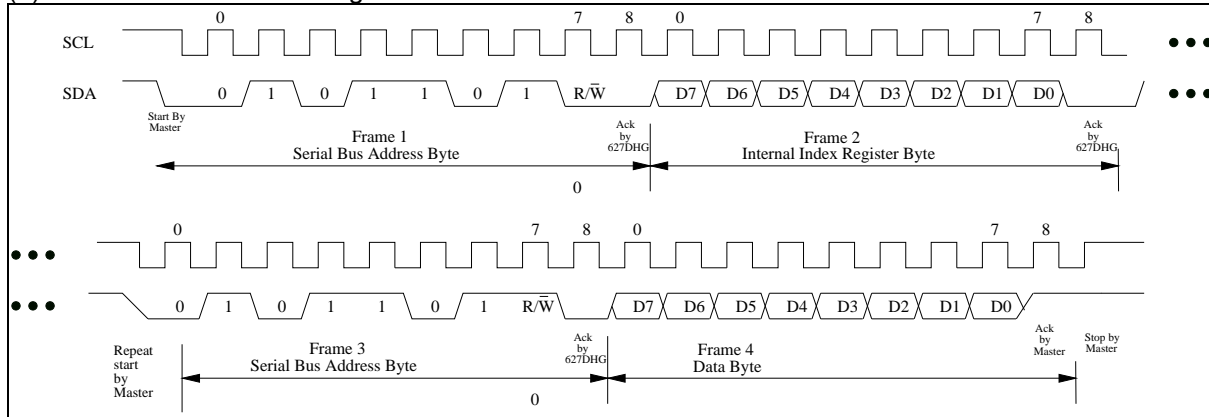 0 7 8 0 7 8
SCL
SDA 0 1 0 1 1 0 1 R/W̅ D7 D6 D5 D4 D3 D2 D1 D0
Start By
Master
Frame 1
Serial Bus Address Byte
Ack
by
627DHG
Frame 2
Internal Index Register Byte
Ack
by
627DHG
0
0 7 8 0 7 8
0 1 0 1 1 0 1 R/W̅ D7 D6 D5 D4 D3 D2 D1 D0
Repeat
start
by
Master
Frame 3
Serial Bus Address Byte
Ack
by
627DHG
Frame 4
Data Byte
Ack
by
Master
Stop by
Master
0